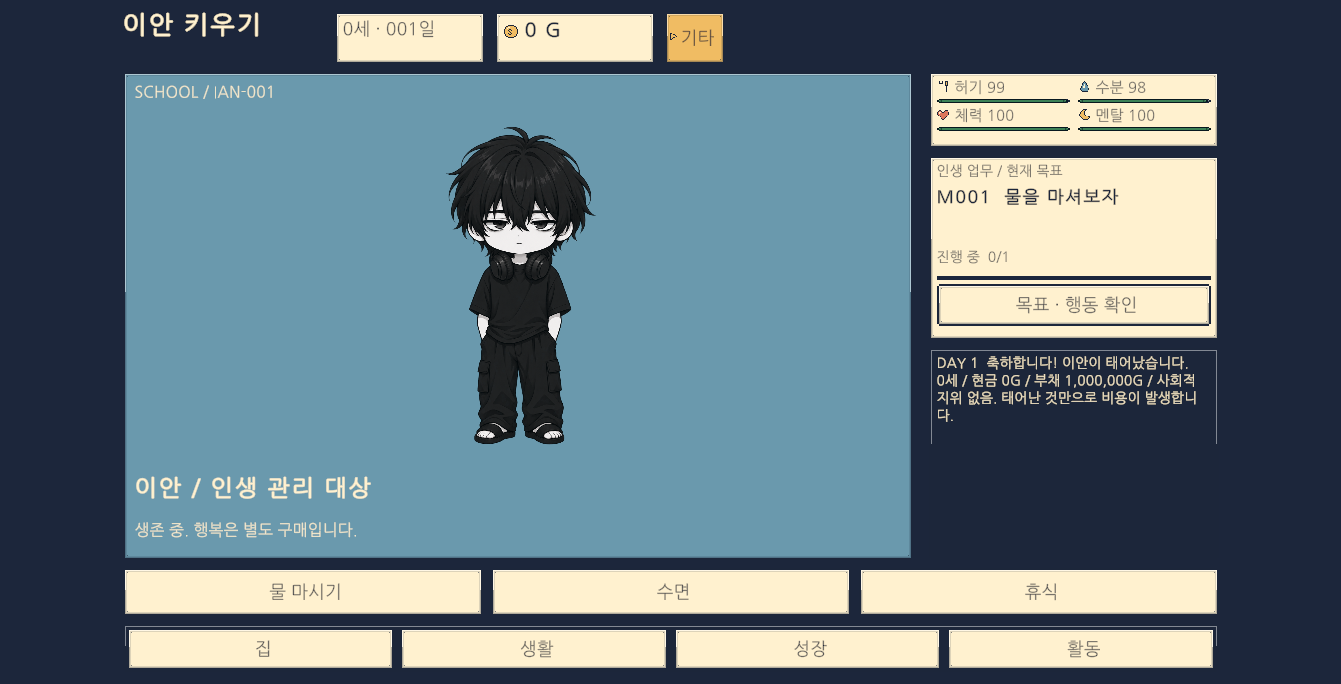 이안 키우기
0세 · 001일
0 G
기타
SCHOOL / IAN-001
허기 99
수분 98
체력 100
멘탈 100
인생 업무 / 현재 목표
M001 물을 마셔보자
진행 중 0/1
목표 · 행동 확인
DAY 1 축하합니다! 이안이 태어났습니다.
0세 / 현금 0G / 부채 1,000,000G / 사회적
지위 없음. 태어난 것만으로 비용이 발생합니
다.
이안 / 인생 관리 대상
생존 중. 행복은 별도 구매입니다.
물 마시기
수면
휴식
집
생활
성장
활동